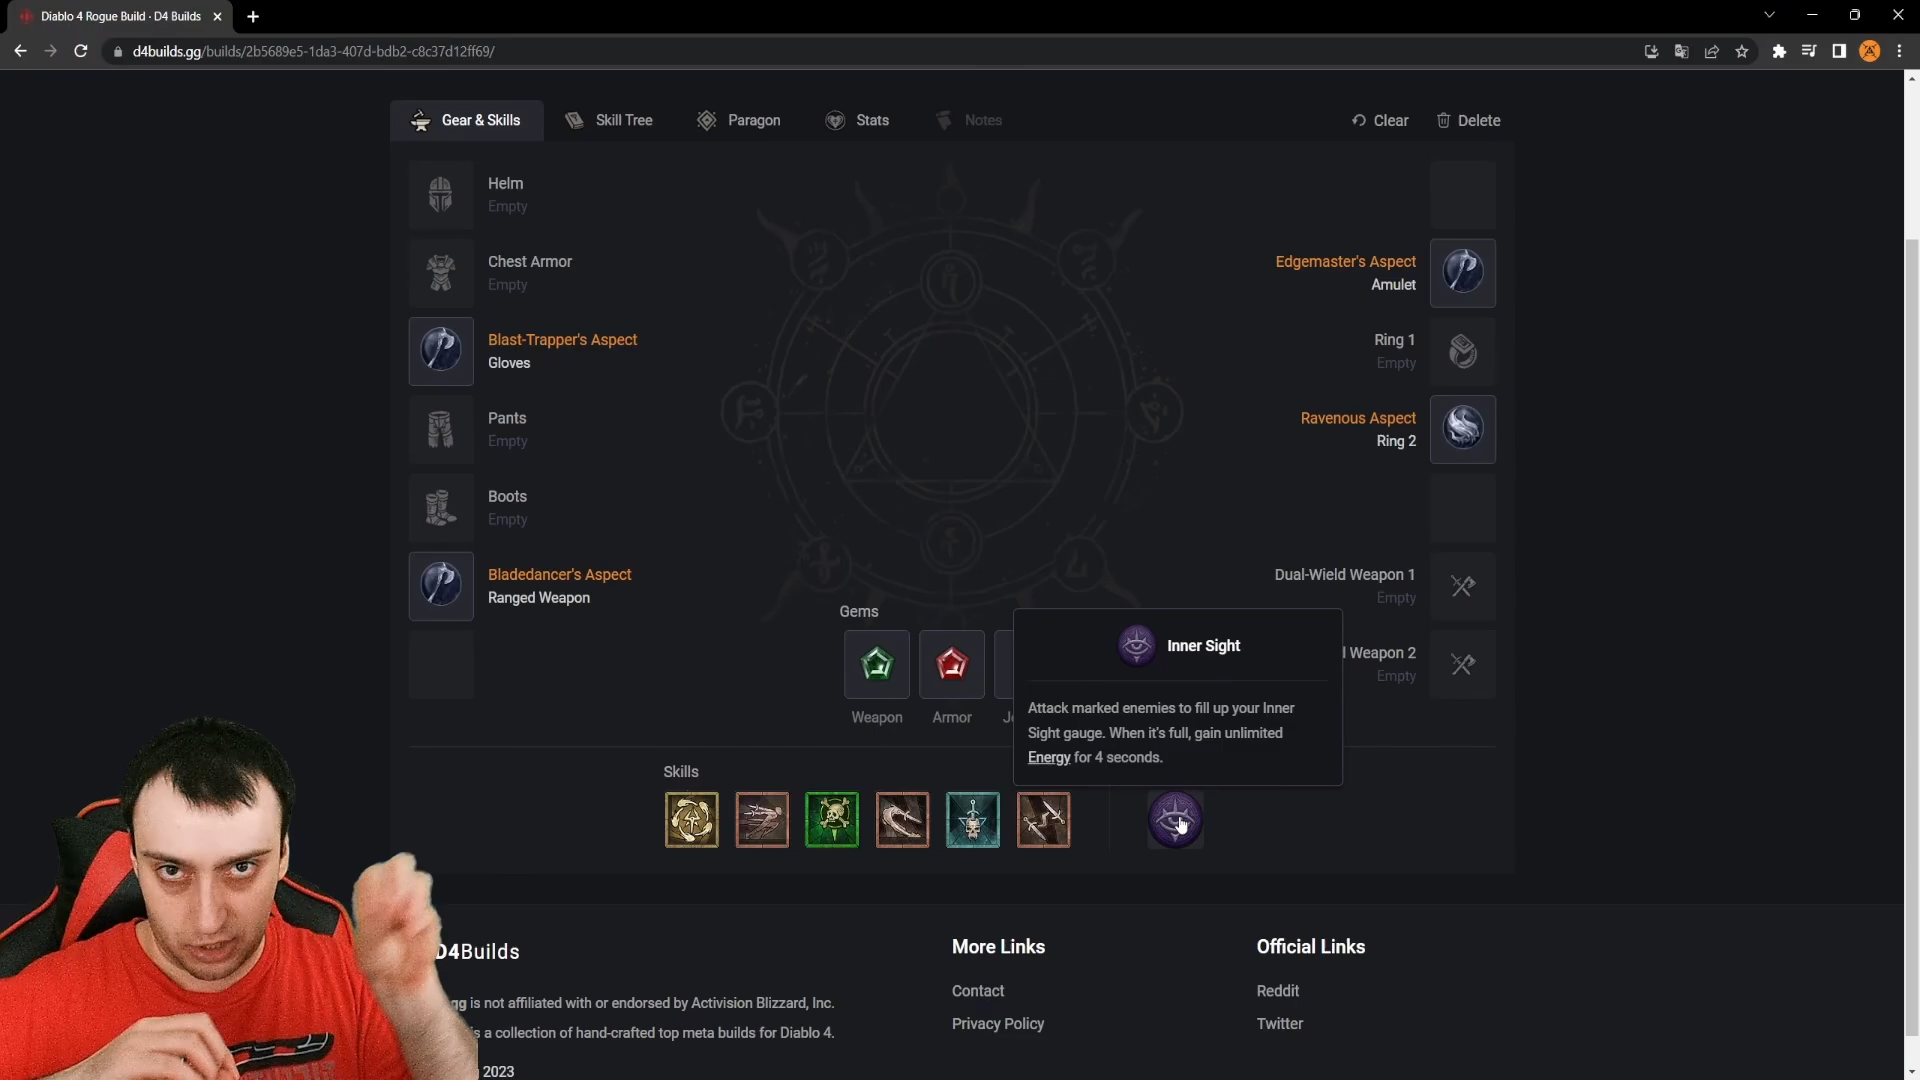 Diablo 4 Rogue Build · D4 Builds
d4builds.gg/builds/2b5689e5-1da3-407d-bdb2-c8c37d12ff69/
Gear & Skills
Skill Tree
Paragon
Stats
Notes
Clear
Delete
Helm
Empty
Chest Armor
Empty
Blast-Trapper's Aspect
Gloves
Pants
Empty
Boots
Empty
Bladedancer's Aspect
Ranged Weapon
Edgemaster's Aspect
Amulet
Ring 1
Empty
Ravenous Aspect
Ring 2
Dual-Wield Weapon 1
Empty
Weapon 2
Empty
Gems
Weapon
Armor
Inner Sight
Attack marked enemies to fill up your Inner
Sight gauge. When it's full, gain unlimited
Energy for 4 seconds.
Skills
D4Builds
gg is not affiliated with or endorsed by Activision Blizzard, Inc.
is a collection of hand-crafted top meta builds for Diablo 4.
2023
More Links
Contact
Privacy Policy
Official Links
Reddit
Twitter